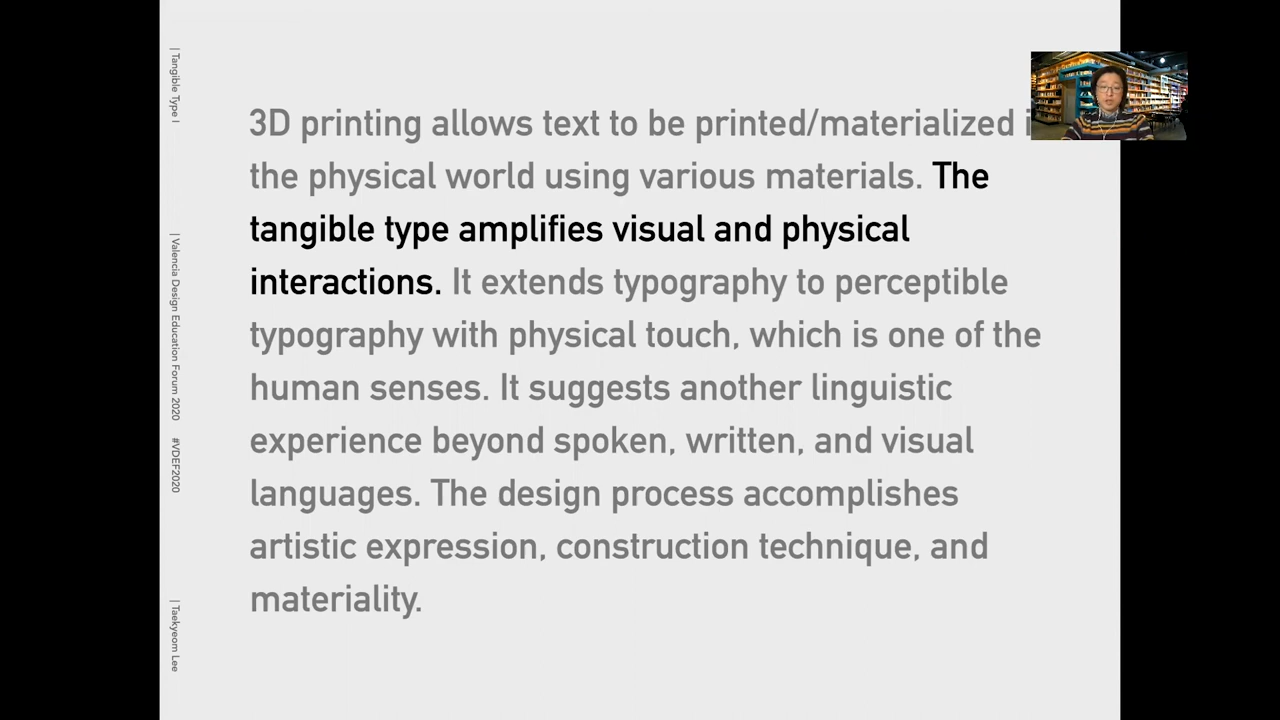 3D printing allows text to be printed/materialized
the physical world using various materials. The
tangible type amplifies visual and physical
interactions. It extends typography to perceptible
typography with physical touch, which is one of the
human senses. It suggests another linguistic
experience beyond spoken, written, and visual
languages. The design process accomplishes
artistic expression, construction technique, and
materiality.
| Tangible Type I
| Valencia Design Education Forum 2020 #VDEF2020
| Taekyeom Lee